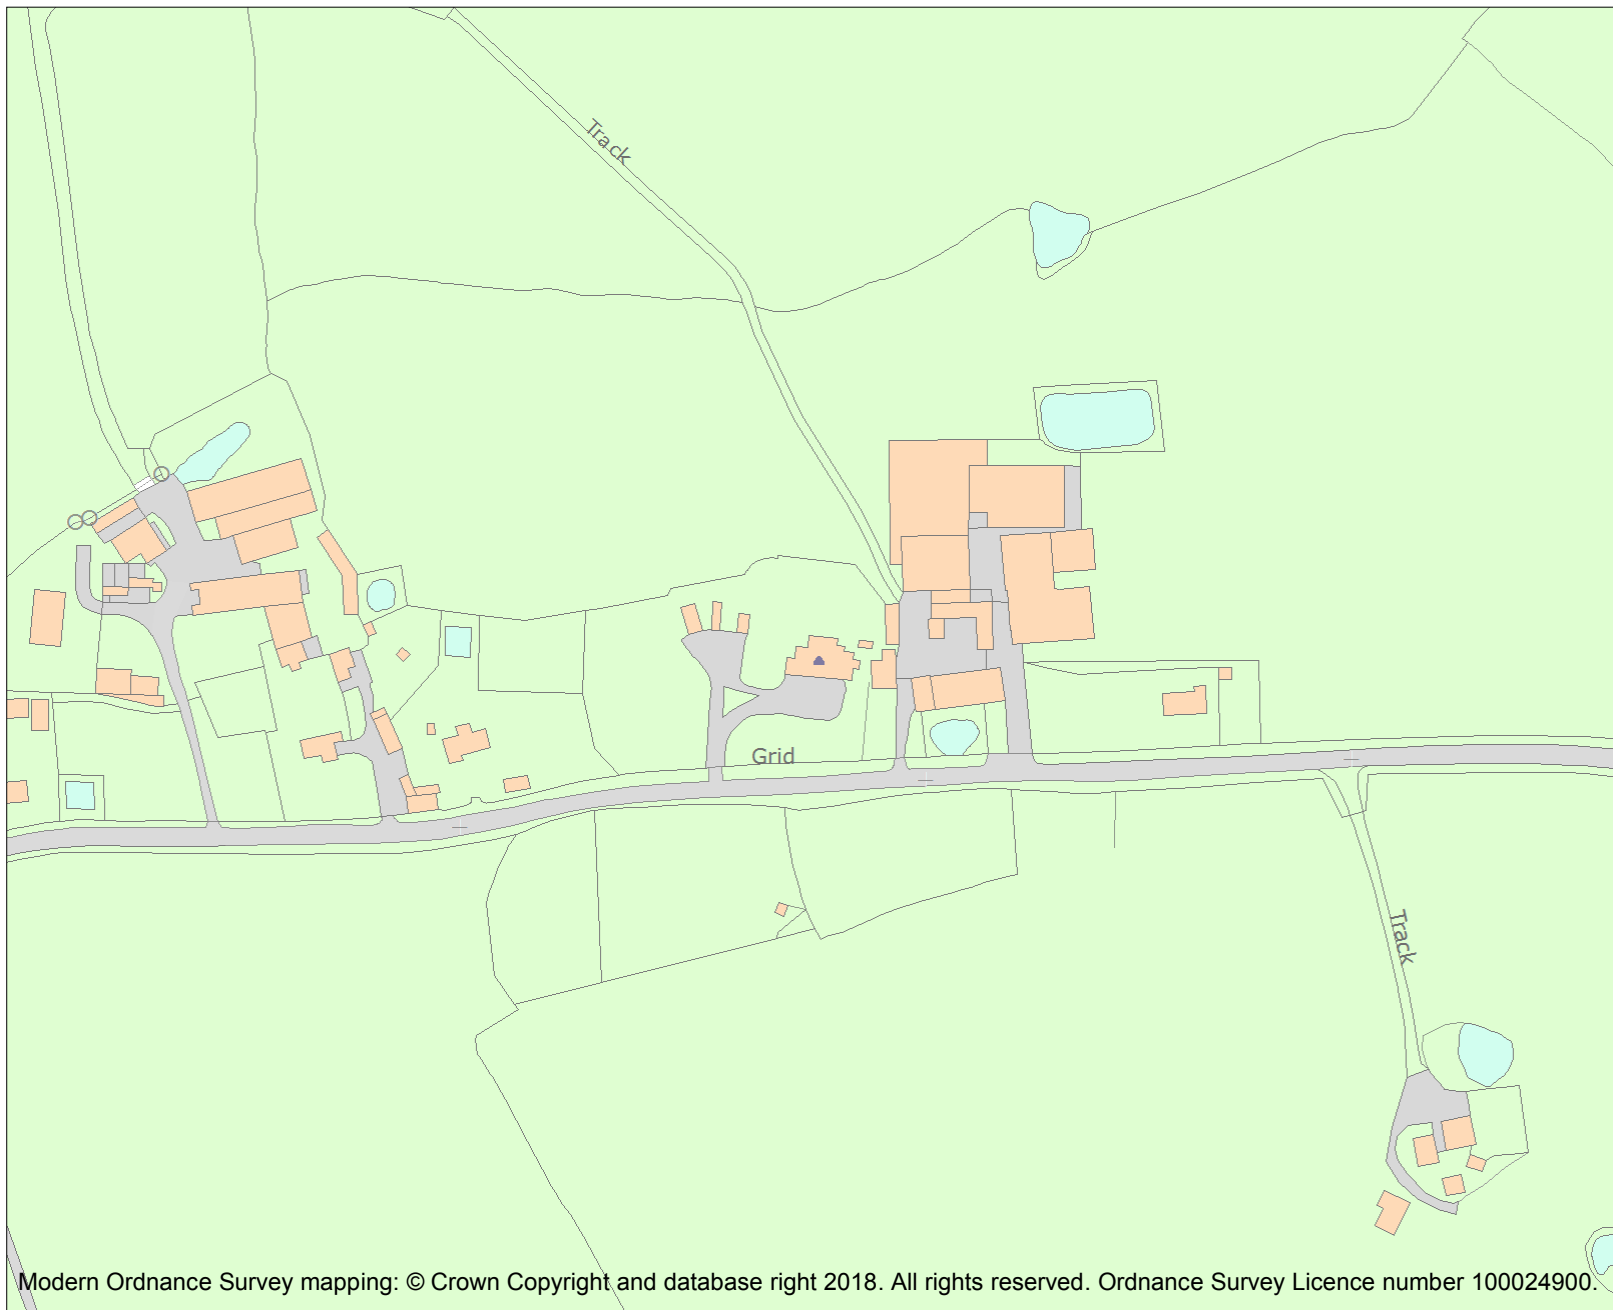 Track
Grid
Track
Modern Ordnance Survey mapping: © Crown Copyright and database right 2018. All rights reserved. Ordnance Survey Licence number 100024900.